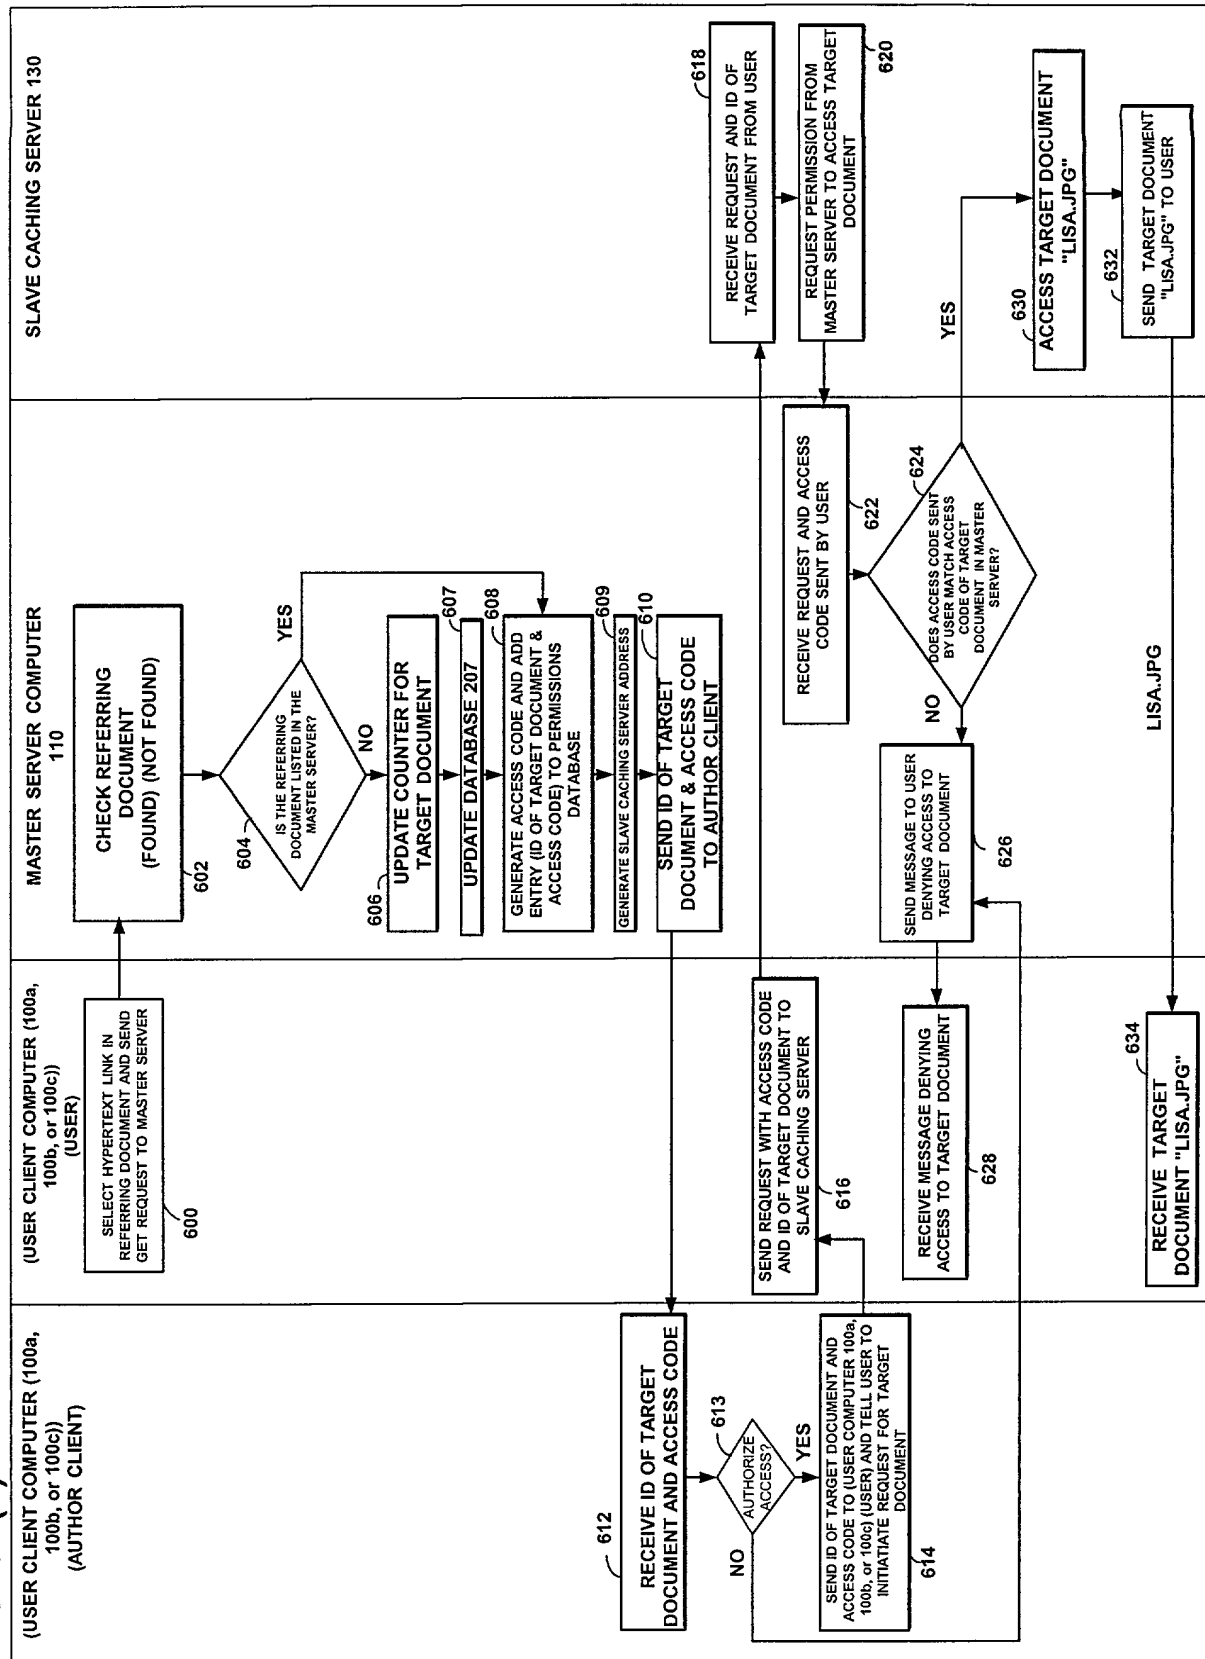 (USER CLIENT COMPUTER (100a,
100b, or 100c))
(AUTHOR CLIENT)
(USER CLIENT COMPUTER (100a,
100b, or 100c))
(USER)
MASTER SERVER COMPUTER
110
SLAVE CACHING SERVER 130
SELECT HYPERTEXT LINK IN
REFERRING DOCUMENT AND SEND
GET REQUEST TO MASTER SERVER
600
CHECK REFERRING
DOCUMENT
(FOUND) (NOT FOUND)
602
604
IS THE REFERRING
DOCUMENT LISTED IN THE
MASTER SERVER?
YES
NO
606
UPDATE COUNTER FOR
TARGET DOCUMENT
607
UPDATE DATABASE 207
608
GENERATE ACCESS CODE AND ADD
ENTRY (ID OF TARGET DOCUMENT &
ACCESS CODE) TO PERMISSIONS
DATABASE
609
GENERATE SLAVE CACHING SERVER ADDRESS
610
SEND ID OF TARGET
DOCUMENT & ACCESS CODE
TO AUTHOR CLIENT
612
RECEIVE ID OF TARGET
DOCUMENT AND ACCESS CODE
613
AUTHORIZE
ACCESS?
NO
YES
SEND ID OF TARGET DOCUMENT AND
ACCESS CODE TO (USER COMPUTER 100a,
100b, or 100c) (USER) AND TELL USER TO
INITIATIATE REQUEST FOR TARGET
DOCUMENT
614
SEND REQUEST WITH ACCESS CODE
AND ID OF TARGET DOCUMENT TO
SLAVE CACHING SERVER
616
618
RECEIVE REQUEST AND ID OF
TARGET DOCUMENT FROM USER
REQUEST PERMISSION FROM
MASTER SERVER TO ACCESS TARGET
DOCUMENT
620
RECEIVE REQUEST AND ACCESS
CODE SENT BY USER
622
624
DOES ACCESS CODE SENT
BY USER MATCH ACCESS
CODE OF TARGET
DOCUMENT IN MASTER
SERVER?
NO
YES
SEND MESSAGE TO USER
DENYING ACCESS TO
TARGET DOCUMENT
626
RECEIVE MESSAGE DENYING
ACCESS TO TARGET DOCUMENT
628
630
ACCESS TARGET DOCUMENT
"LISA.JPG"
632
SEND TARGET DOCUMENT
"LISA.JPG" TO USER
LISA.JPG
634
RECEIVE TARGET
DOCUMENT "LISA.JPG"